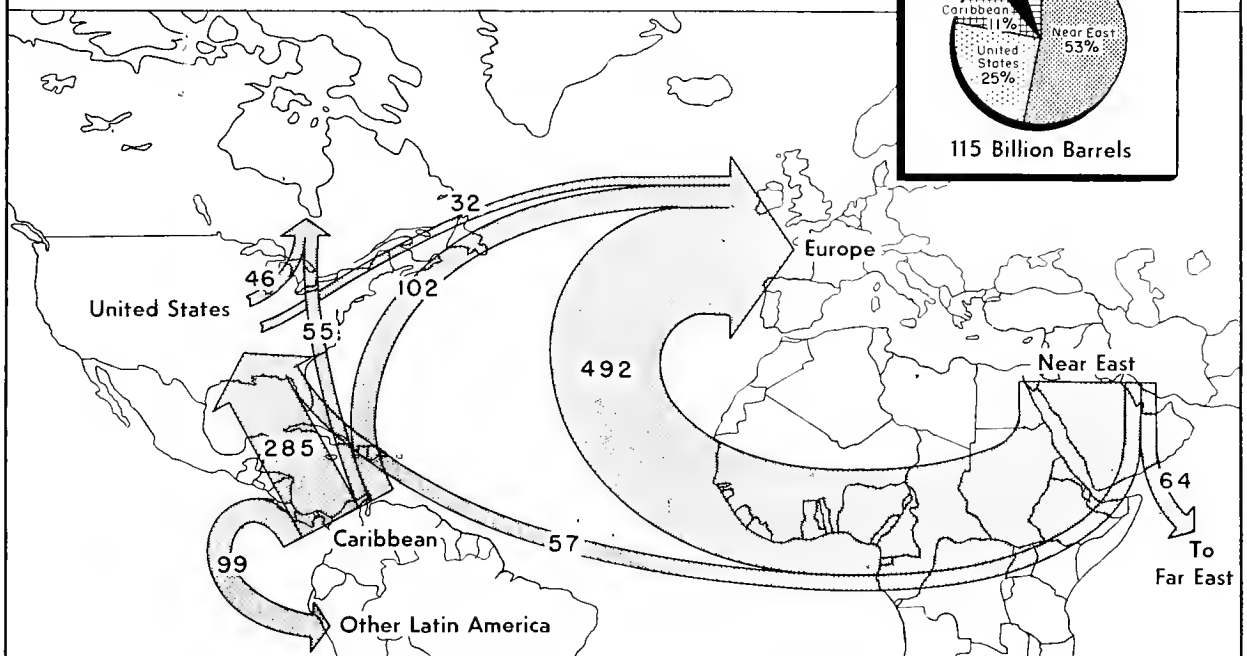 Caribbean
11%
Near East
53%
United
States
25%
115 Billion Barrels
32
Europe
46
102
United States
55
492
Near East
285
64
Caribbean
57
To
Far East
99
Other Latin America